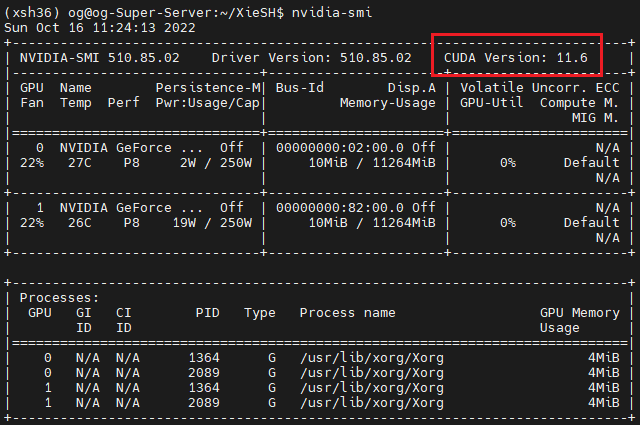 (xsh36) og@og-Super-Server:~/XieSH$ nvidia-smi
Sun Oct 16 11:24:13 2022
+-----------------------------------------------------------------------------+
| NVIDIA-SMI 510.85.02    Driver Version: 510.85.02    CUDA Version: 11.6     |
|-------------------------------+----------------------+----------------------+
| GPU  Name        Persistence-M| Bus-Id        Disp.A | Volatile Uncorr. ECC |
| Fan  Temp  Perf  Pwr:Usage/Cap|         Memory-Usage | GPU-Util  Compute M. |
|                               |                      |               MIG M. |
|===============================+======================+======================|
|   0  NVIDIA GeForce ...  Off  | 00000000:02:00.0 Off |                  N/A |
| 22%   27C    P8     2W / 250W |     10MiB / 11264MiB |      0%      Default |
|                               |                      |                  N/A |
+-------------------------------+----------------------+----------------------+
|   1  NVIDIA GeForce ...  Off  | 00000000:82:00.0 Off |                  N/A |
| 22%   26C    P8    19W / 250W |     10MiB / 11264MiB |      0%      Default |
|                               |                      |                  N/A |
+-------------------------------+----------------------+----------------------+
+-----------------------------------------------------------------------------+
| Processes:                                                                  |
|  GPU   GI   CI        PID   Type   Process name                  GPU Memory |
|        ID   ID                                                   Usage      |
|=============================================================================|
|    0   N/A  N/A      1364      G   /usr/lib/xorg/Xorg                  4MiB |
|    0   N/A  N/A      2089      G   /usr/lib/xorg/Xorg                  4MiB |
|    1   N/A  N/A      1364      G   /usr/lib/xorg/Xorg                  4MiB |
|    1   N/A  N/A      2089      G   /usr/lib/xorg/Xorg                  4MiB |
+-----------------------------------------------------------------------------+